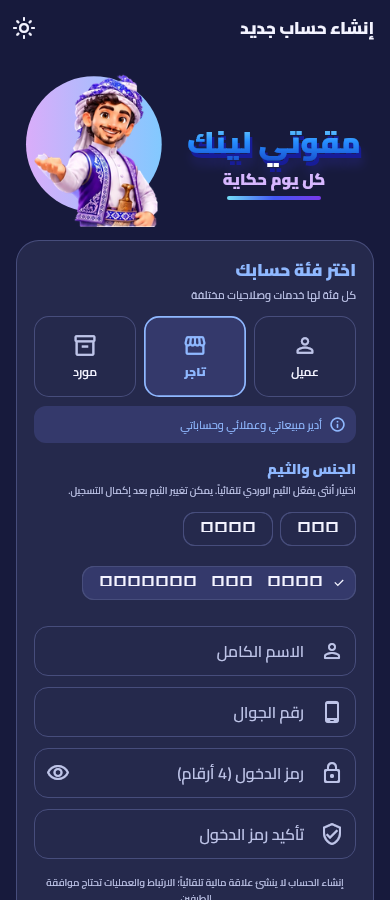 إنشاء حساب جديد
مقوتي لينك
كل يوم حكاية
اختر فئة حسابك
كل فئة لها خدمات وصلاحيات مختلفة
عميل
تاجر
مورد
أدير مبيعاتي وعملائي وحساباتي
الجنس والثيم
اختيار أنثى يفعّل الثيم الوردي تلقائياً. يمكن تغيير الثيم بعد إكمال التسجيل.
الاسم الكامل
رقم الجوال
رمز الدخول (4 أرقام)
تأكيد رمز الدخول
إنشاء الحساب لا ينشئ علاقة مالية تلقائياً؛ الارتباط والعمليات تحتاج موافقة
الطرفين